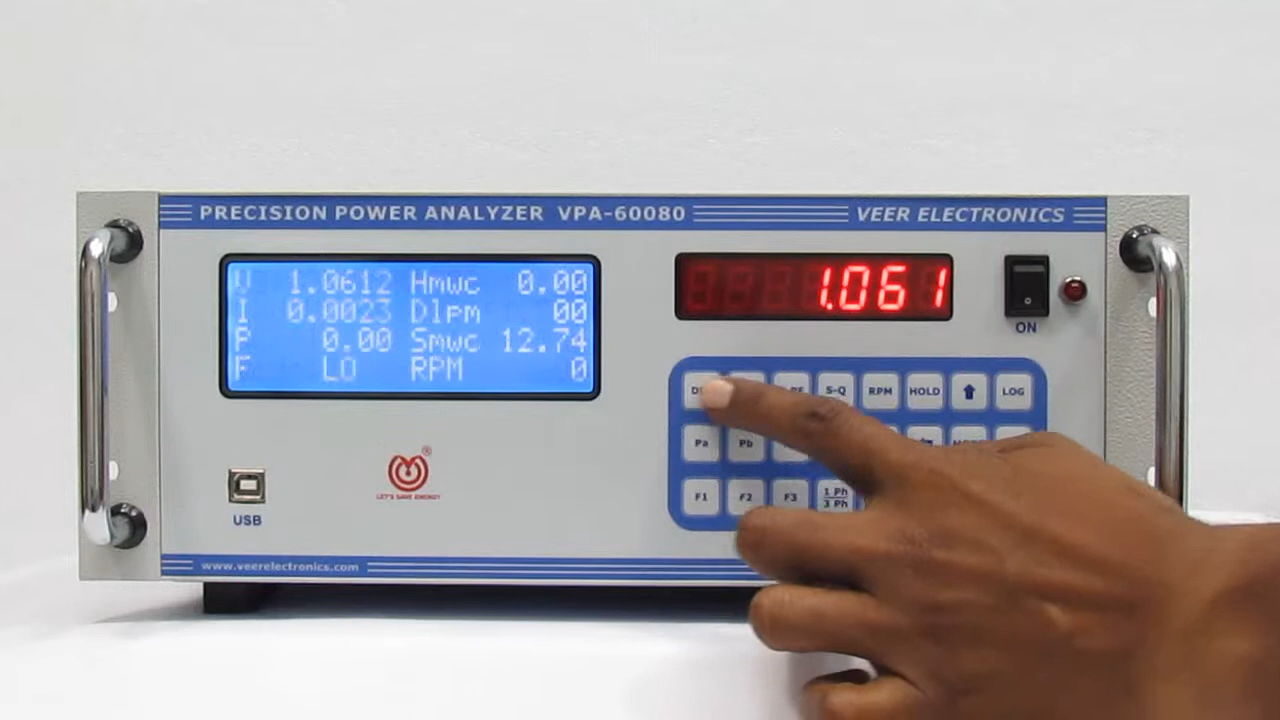 PRECISION POWER ANALYZER VPA-60080
VEER ELECTRONICS
V 1.0612 Hmwc 0.00
I 0.0023 Dlpm 00
P 0.00 Smwc 12.74
F LO RPM 0
1.061
ON
S-Q RPM HOLD LOG
Pa Pb
F1 F2 F3 1 Ph
3 Ph
®
LET'S SAVE ENERGY
USB
www.veerelectronics.com